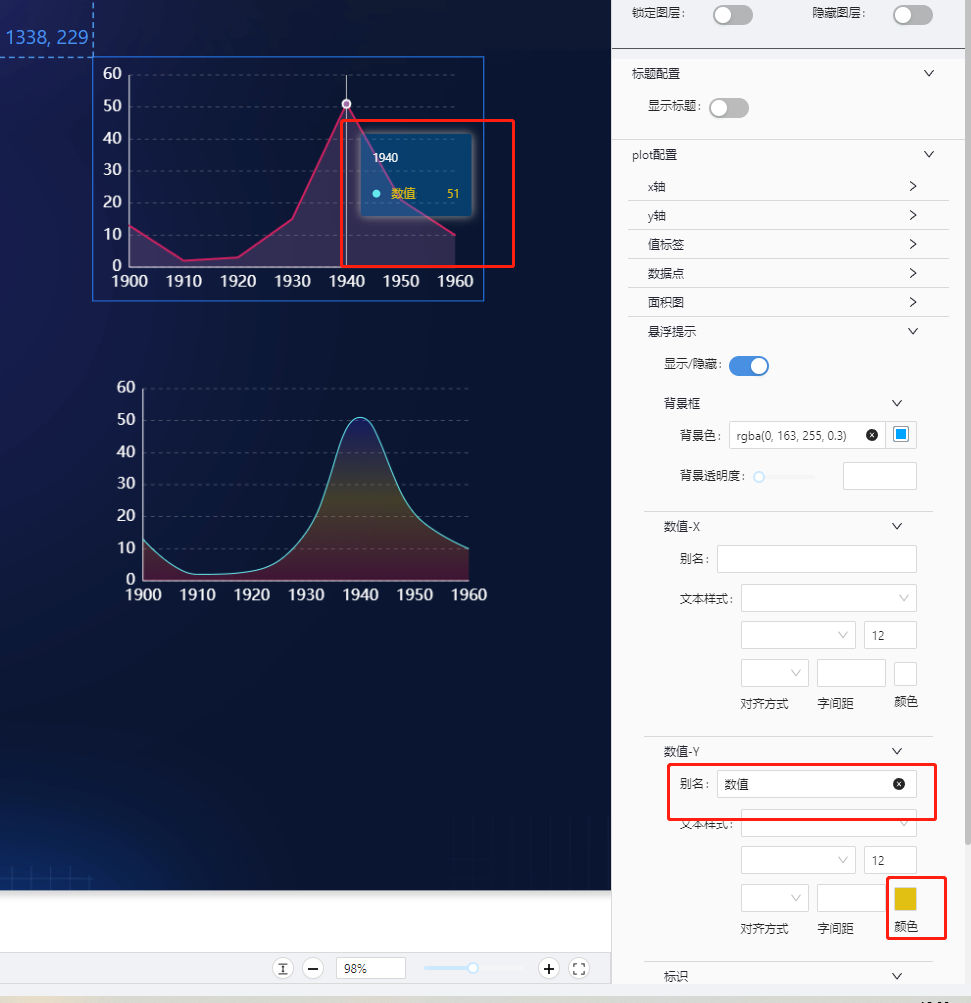 1338, 229
60
50
40
30
20
10
0
1900 1910 1920 1930 1940 1950 1960
1940
数值 51
60
50
40
30
20
10
0
1900 1910 1920 1930 1940 1950 1960
98%
锁定图层： 隐藏图层：
标题配置
显示标题：
plot配置
x轴
y轴
值标签
数据点
面积图
悬浮提示
显示/隐藏：
背景框
背景色： rgba(0, 163, 255, 0.3)
背景透明度：
数值-X
别名：
文本样式：
12
对齐方式 字间距 颜色
数值-Y
别名： 数值
文本样式：
12
对齐方式 字间距 颜色
标识